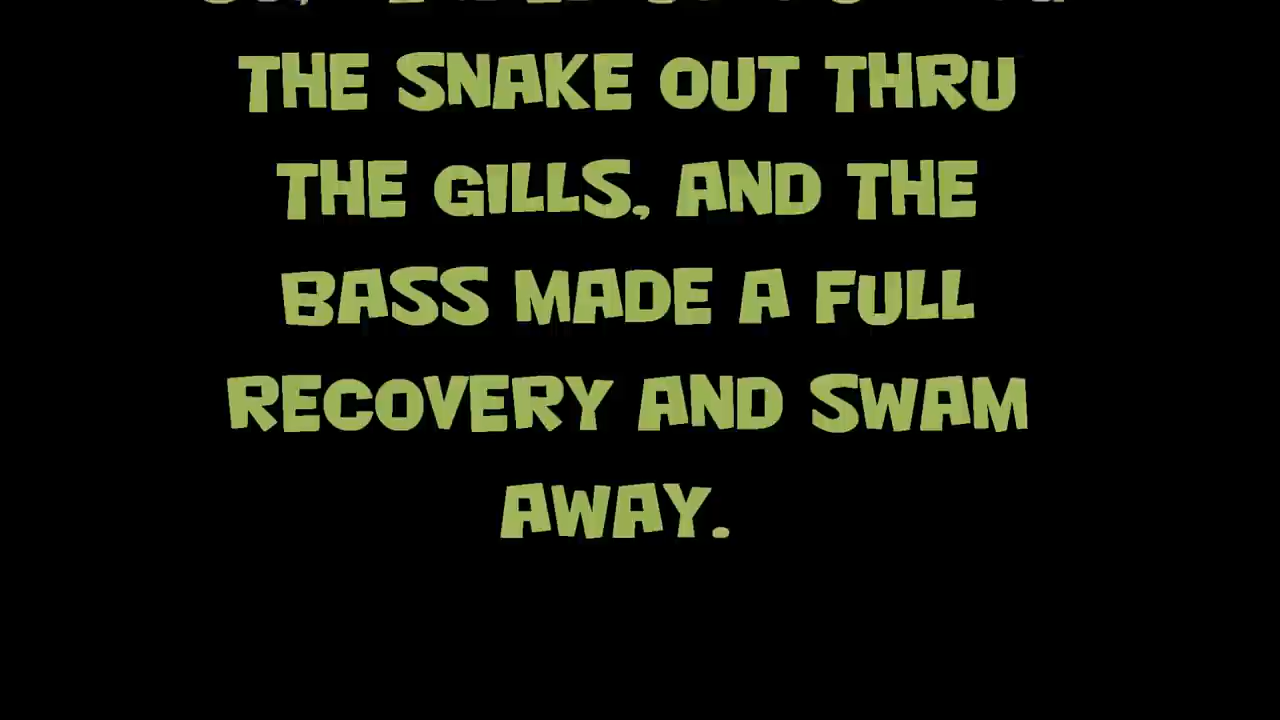 THE SNAKE OUT THRU
THE GILLS, AND THE
BASS MADE A FULL
RECOVERY AND SWAM
AWAY.